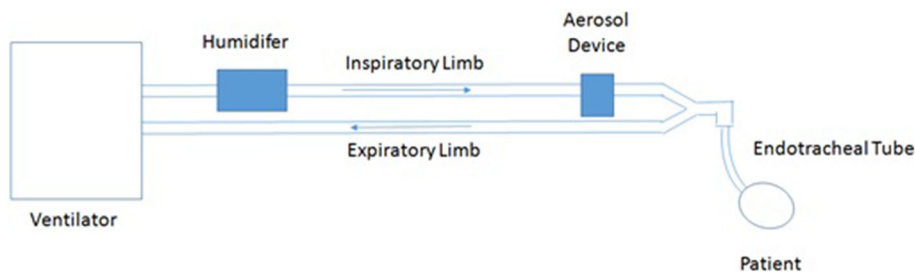 Aerosol
Device
Humidifer
Inspiratory Limb
Expiratory Limb
Endotracheal Tube
Ventilator
Patient